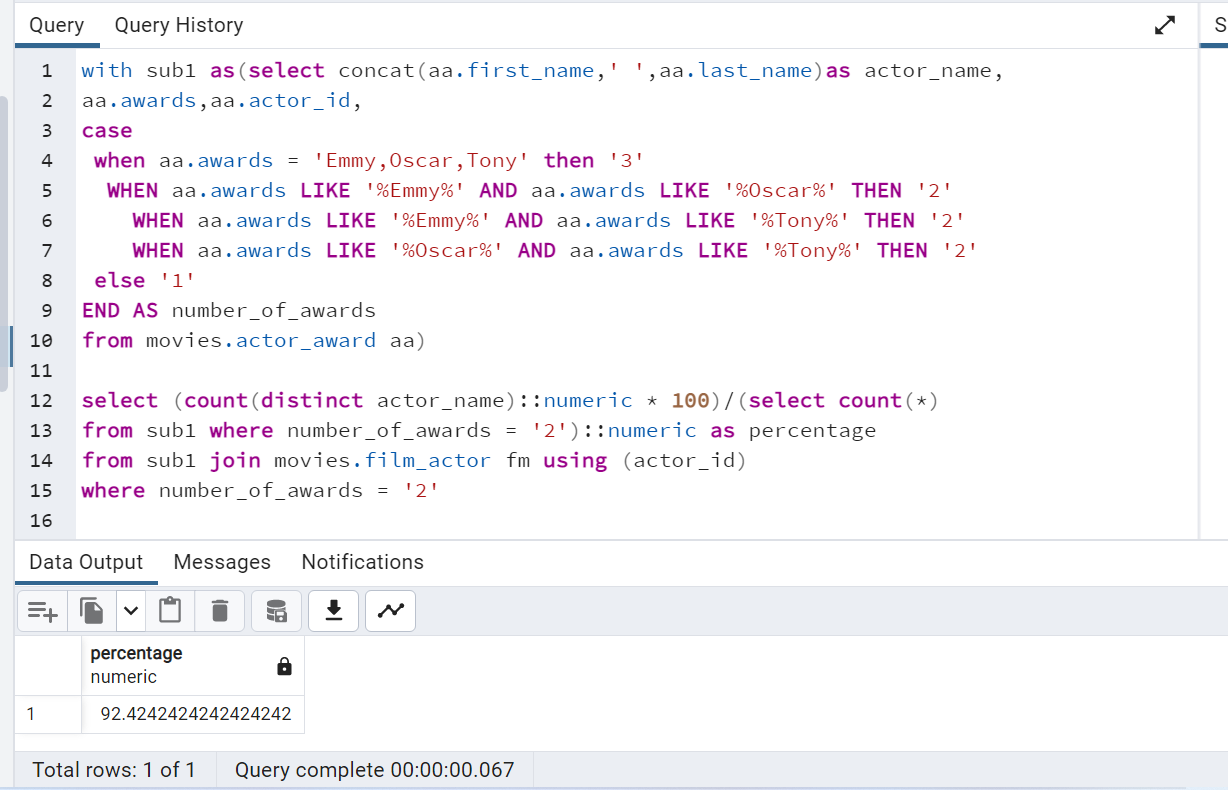 Query Query History S
1 with sub1 as(select concat(aa.first_name,' ',aa.last_name)as actor_name,
2 aa.awards,aa.actor_id,
3 case
4 when aa.awards = 'Emmy,Oscar,Tony' then '3'
5 WHEN aa.awards LIKE '%Emmy%' AND aa.awards LIKE '%Oscar%' THEN '2'
6 WHEN aa.awards LIKE '%Emmy%' AND aa.awards LIKE '%Tony%' THEN '2'
7 WHEN aa.awards LIKE '%Oscar%' AND aa.awards LIKE '%Tony%' THEN '2'
8 else '1'
9 END AS number_of_awards
10 from movies.actor_award aa)
11
12 select (count(distinct actor_name)::numeric * 100)/(select count(*)
13 from sub1 where number_of_awards = '2')::numeric as percentage
14 from sub1 join movies.film_actor fm using (actor_id)
15 where number_of_awards = '2'
16
Data Output Messages Notifications
percentage
numeric
1 92.4242424242424242
Total rows: 1 of 1 Query complete 00:00:00.067